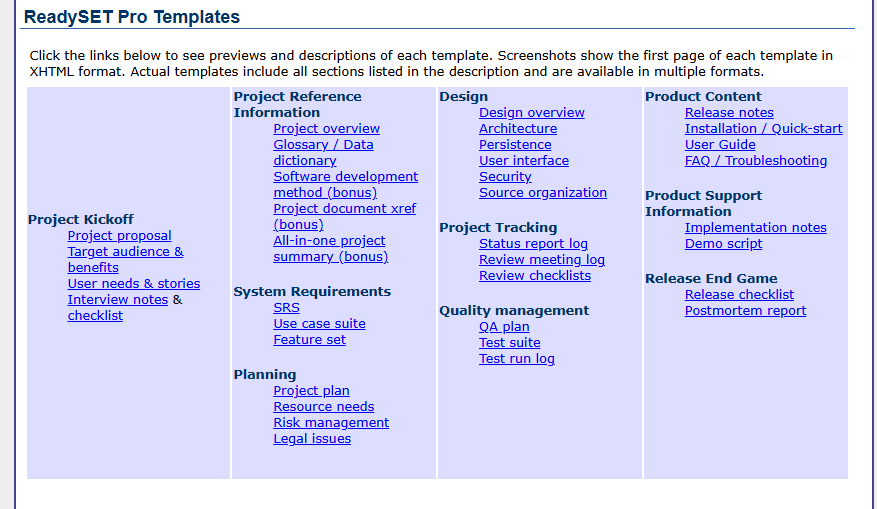 ReadySET Pro Templates
Click the links below to see previews and descriptions of each template. Screenshots show the first page of each template in
XHTML format. Actual templates include all sections listed in the description and are available in multiple formats.
Project Kickoff
Project proposal
Target audience &
benefits
User needs & stories
Interview notes &
checklist
Project Reference
Information
Project overview
Glossary / Data
dictionary
Software development
method (bonus)
Project document xref
(bonus)
All-in-one project
summary (bonus)
System Requirements
SRS
Use case suite
Feature set
Planning
Project plan
Resource needs
Risk management
Legal issues
Design
Design overview
Architecture
Persistence
User interface
Security
Source organization
Project Tracking
Status report log
Review meeting log
Review checklists
Quality management
QA plan
Test suite
Test run log
Product Content
Release notes
Installation / Quick-start
User Guide
FAQ / Troubleshooting
Product Support
Information
Implementation notes
Demo script
Release End Game
Release checklist
Postmortem report